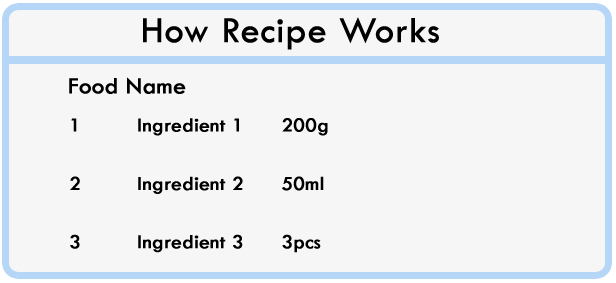 How Recipe Works
Food Name
1 Ingredient 1 200g
2 Ingredient 2 50ml
3 Ingredient 3 3pcs